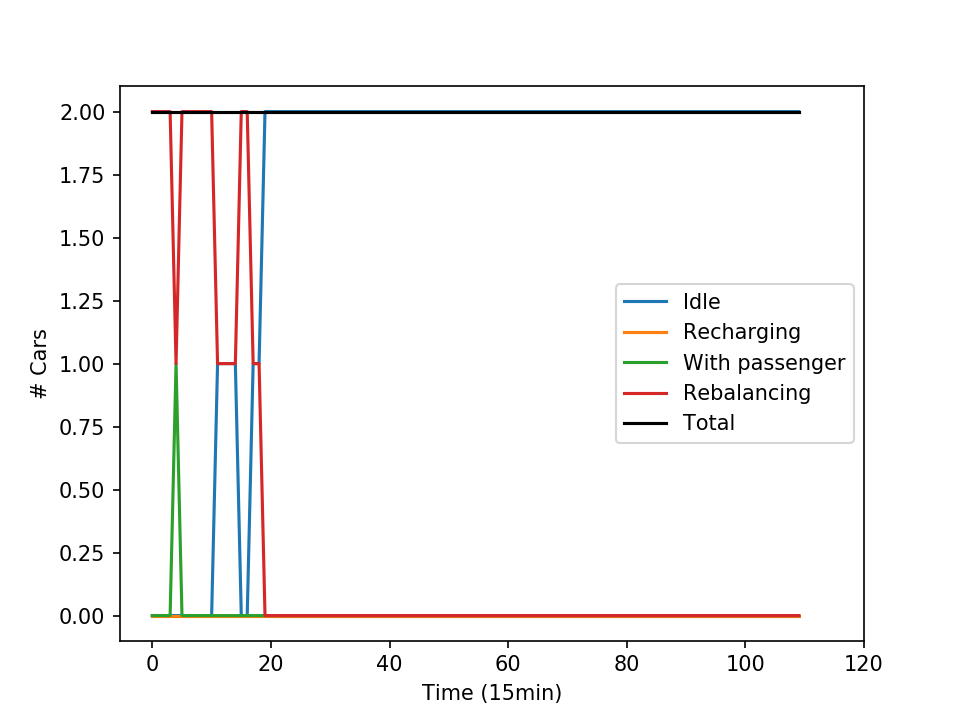 2.00
1.75
1.50
1.25
1.00
0.75
0.50
0.25
0.00
# Cars
Idle
Recharging
With passenger
Rebalancing
Total
0 20 40 60 80 100 120
Time (15min)